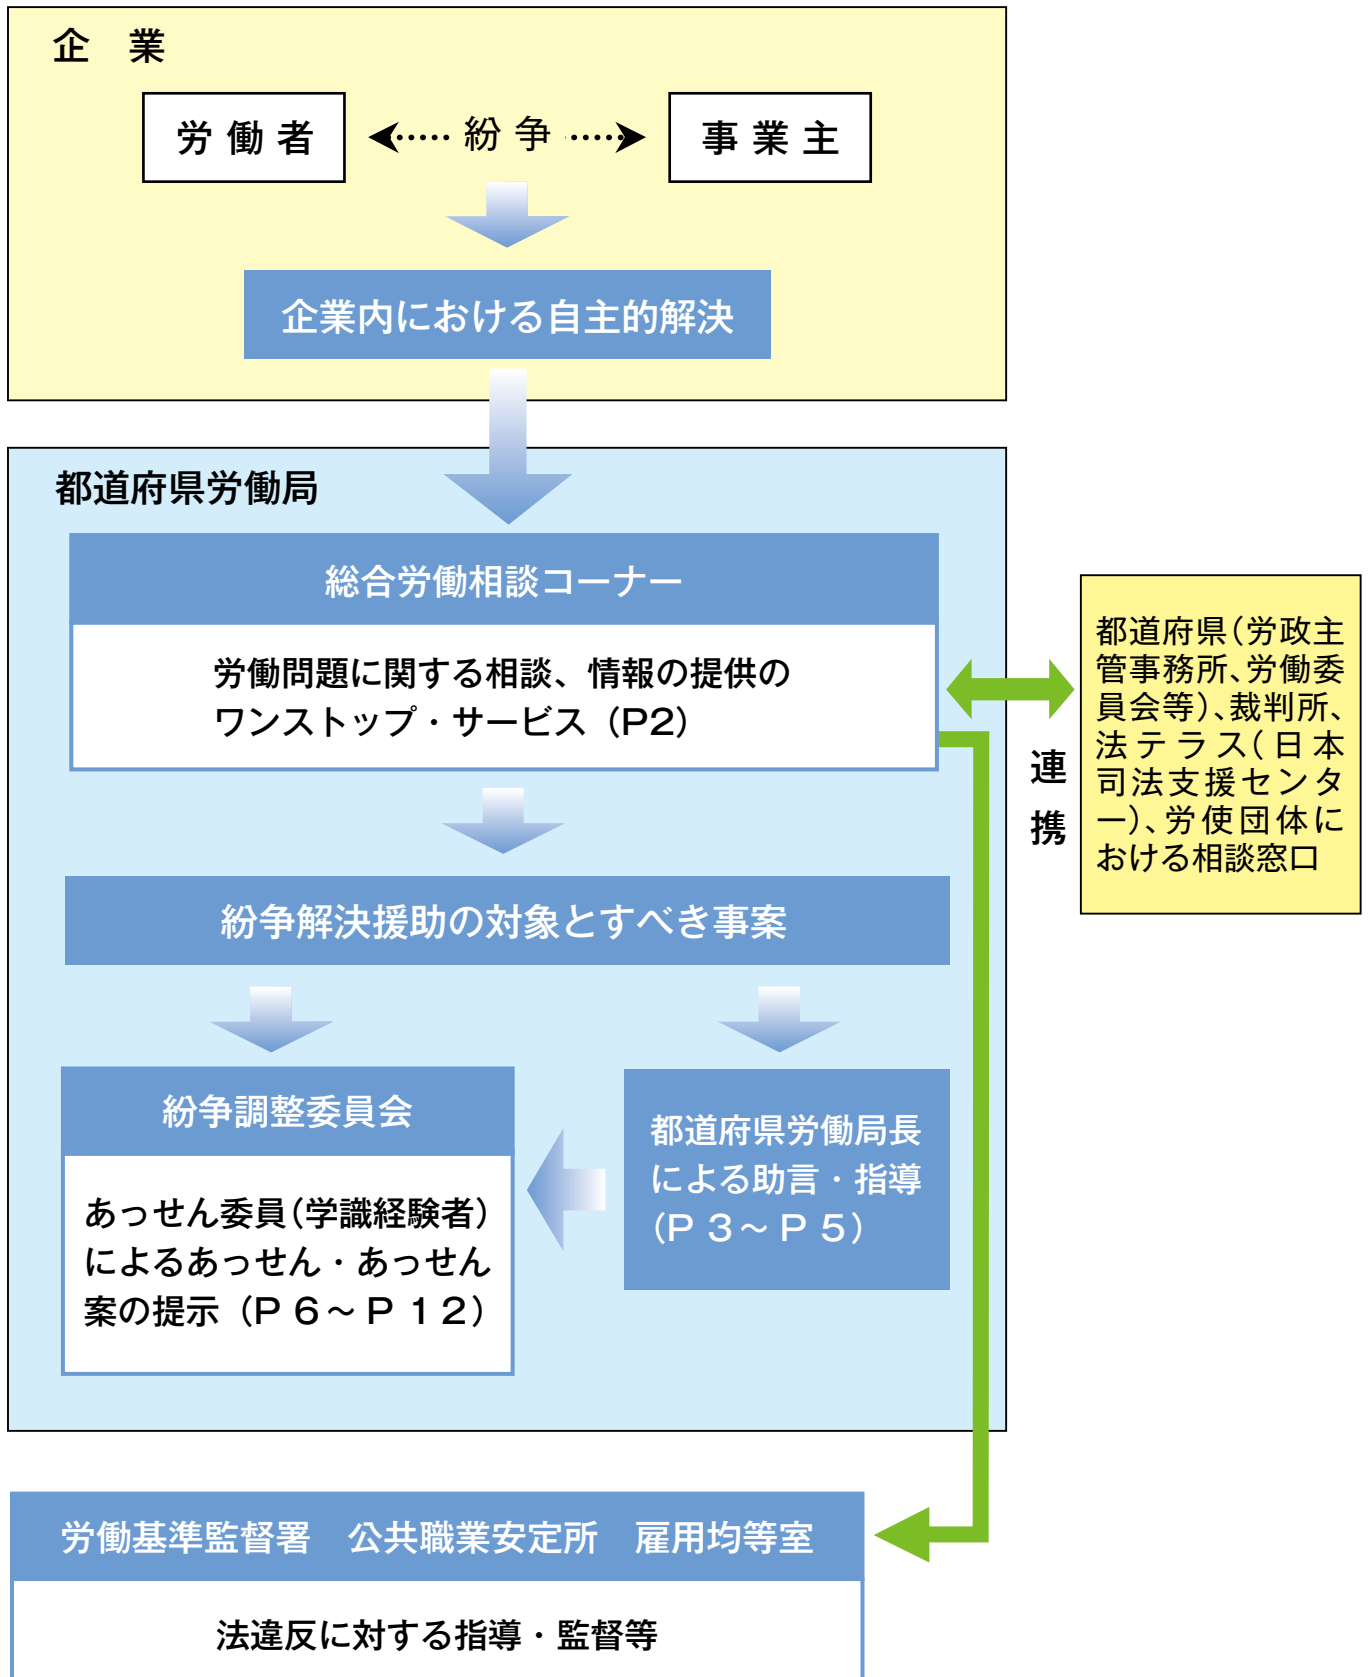 企　業
労 働 者
紛 争
事 業 主
企業内における自主的解決
都道府県労働局
総合労働相談コーナー
労働問題に関する相談、情報の提供の
ワンストップ・サービス（P2）
連
携
都道府県（労政主
管事務所、労働委
員会等）、裁判所、
法テラス（日本
司法支援センタ
ー）、労使団体に
おける相談窓口
紛争解決援助の対象とすべき事案
紛争調整委員会
あっせん委員（学識経験者）
によるあっせん・あっせん
案の提示（P６～P１２）
都道府県労働局長
による助言・指導
（P３～P５）
労働基準監督署　公共職業安定所　雇用均等室
法違反に対する指導・監督等